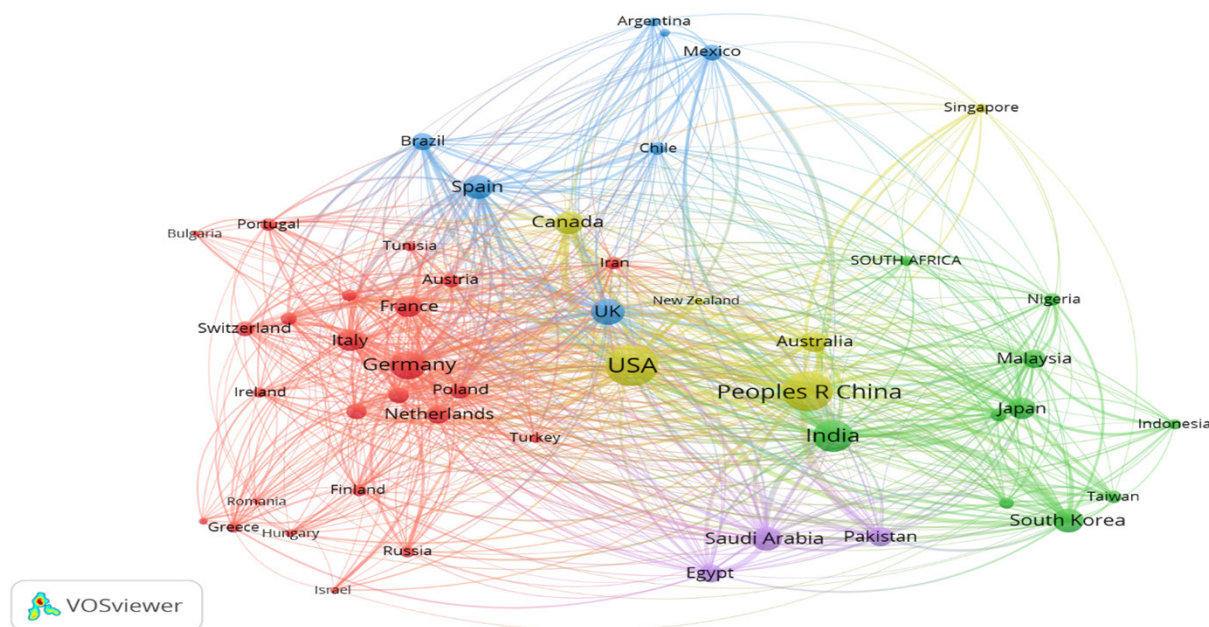 Argentina
Mexico
Singapore
Brazil
Chile
Spain
Canada
Portugal
Bulgaria
Tunisia
Iran
SOUTH AFRICA
Austria
New Zealand
Nigeria
France
UK
Switzerland
Italy
Australia
Malaysia
Germany
USA
Ireland
Poland
Peoples R China
Netherlands
Japan
Indonesia
Turkey
India
Finland
Romania
Taiwan
Greece
Hungary
South Korea
Saudi Arabia
Pakistan
Russia
Egypt
Israel
VOSviewer